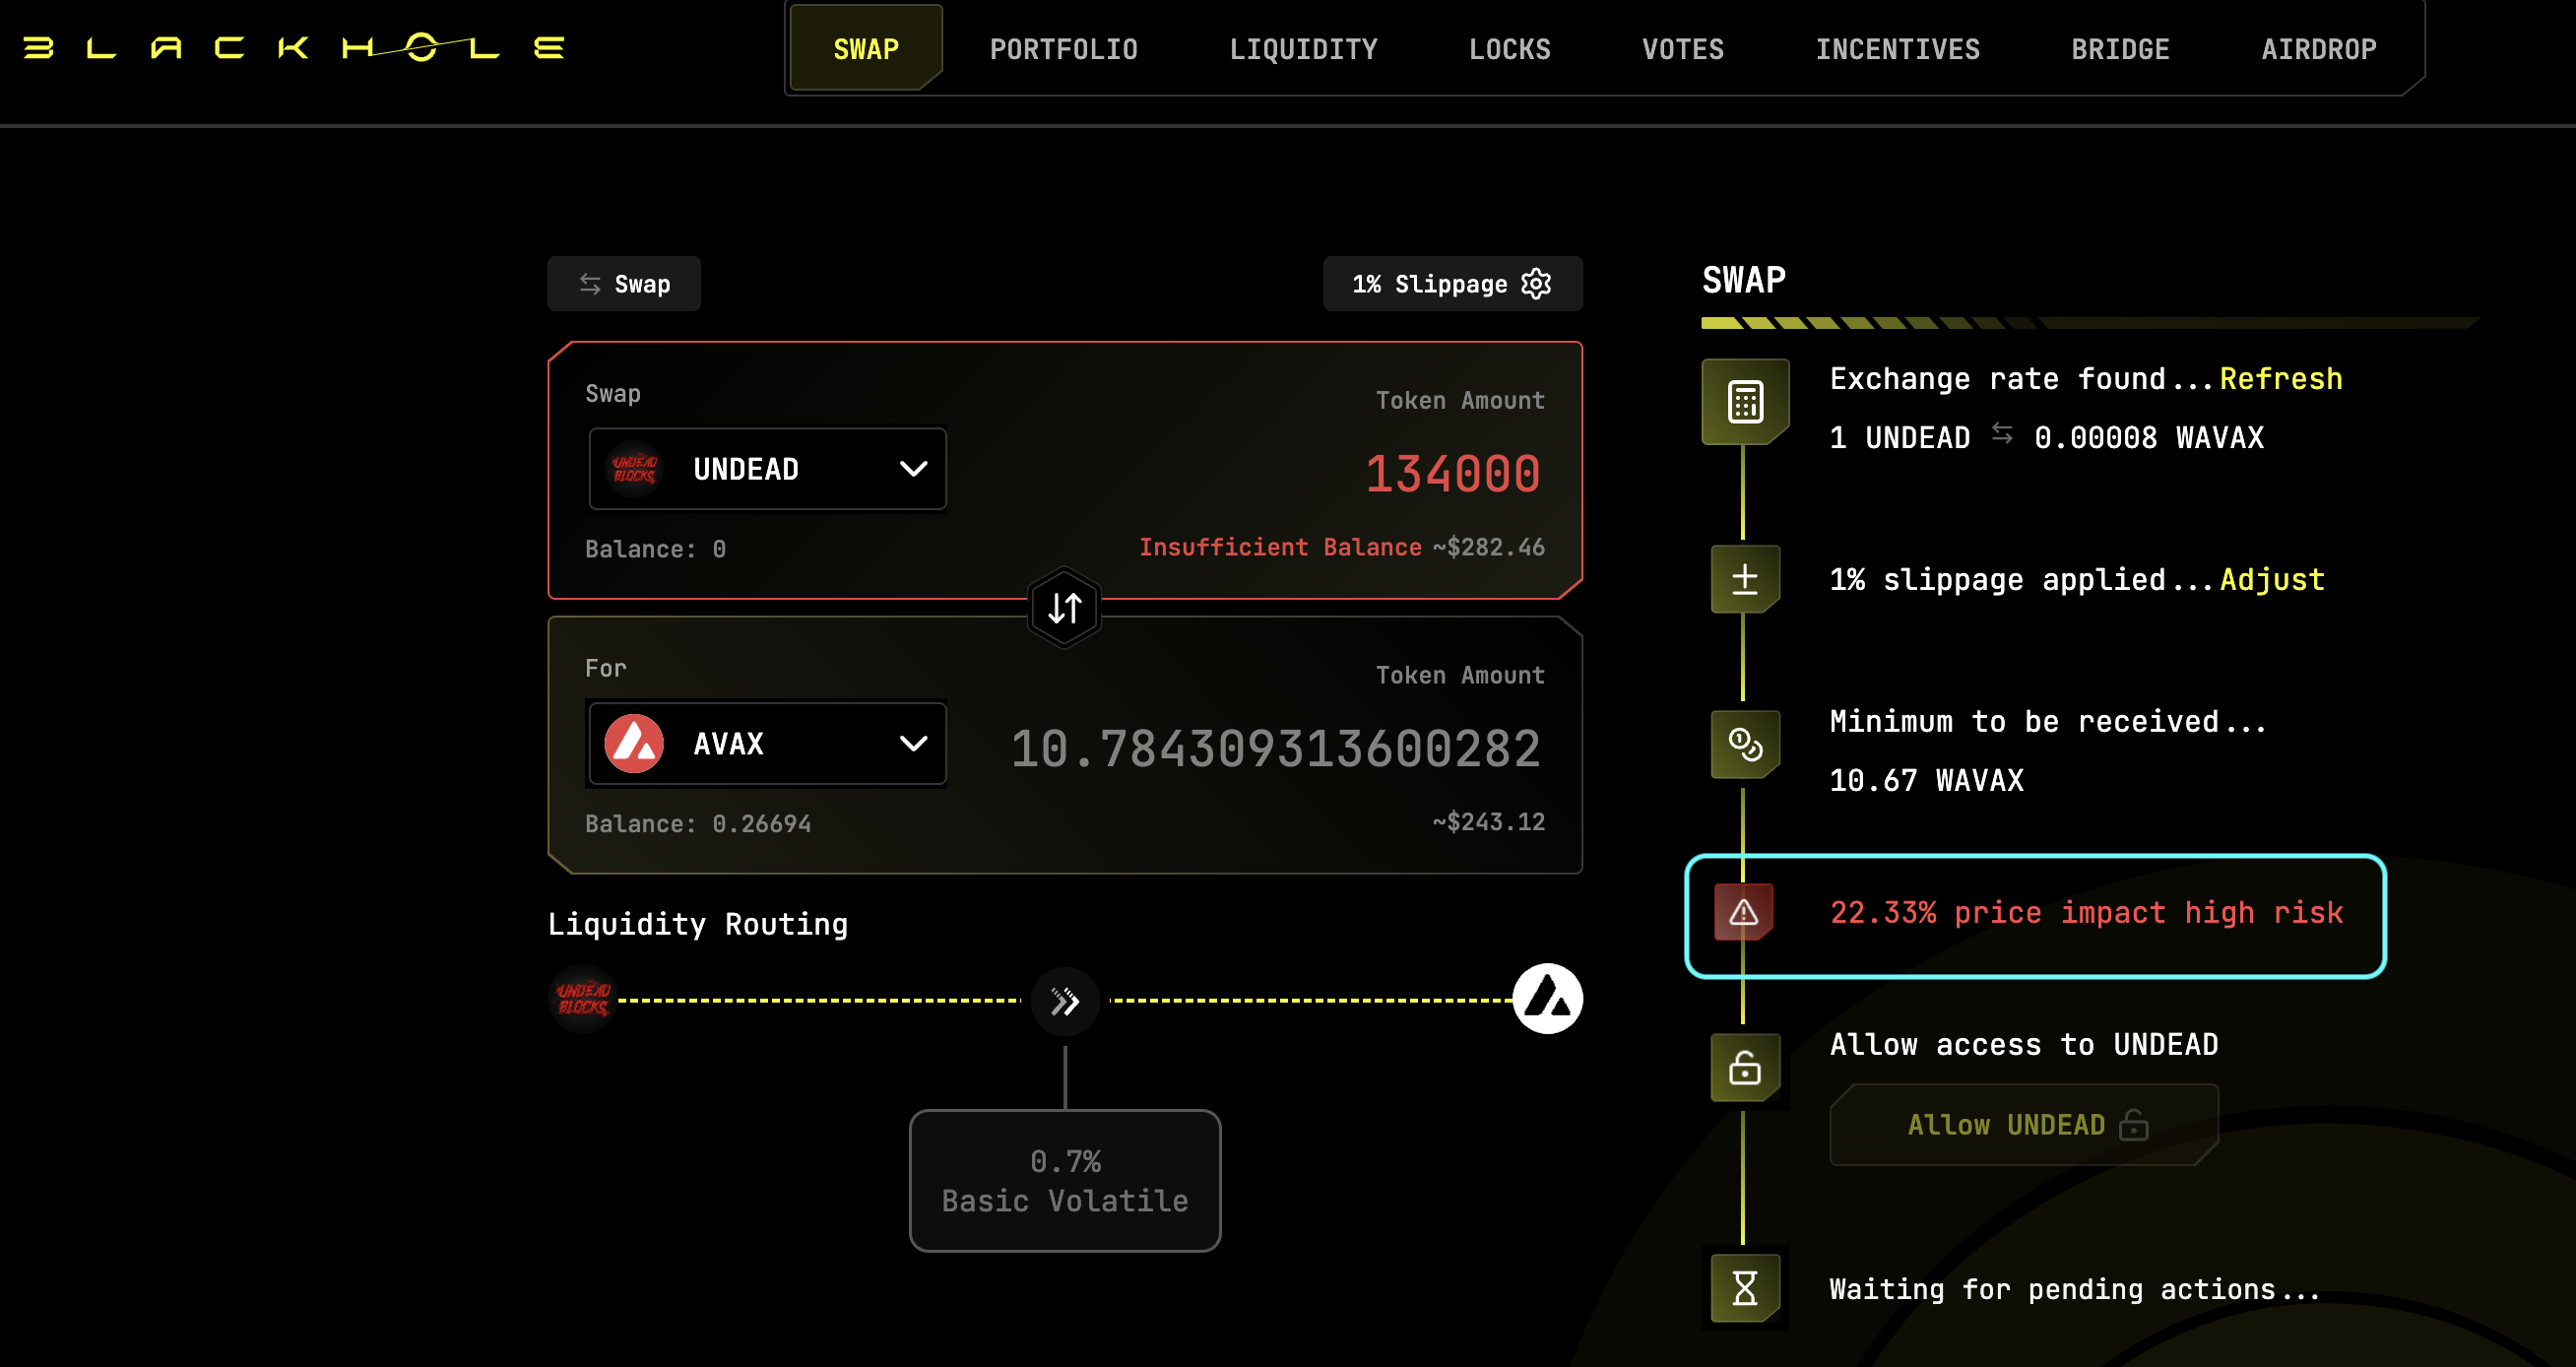 BLACKHOLE
SWAP
PORTFOLIO
LIQUIDITY
LOCKS
VOTES
INCENTIVES
BRIDGE
AIRDROP
Swap
1% Slippage
Swap
Token Amount
UNDEAD BLOCKS
UNDEAD
134000
Balance: 0
Insufficient Balance ~$282.46
For
Token Amount
AVAX
10.784309313600282
Balance: 0.26694
~$243.12
Liquidity Routing
UNDEAD BLOCKS
0.7%
Basic Volatile
SWAP
Exchange rate found...Refresh
1 UNDEAD ⇆ 0.00008 WAVAX
1% slippage applied...Adjust
Minimum to be received...
10.67 WAVAX
22.33% price impact high risk
Allow access to UNDEAD
Allow UNDEAD
Waiting for pending actions...